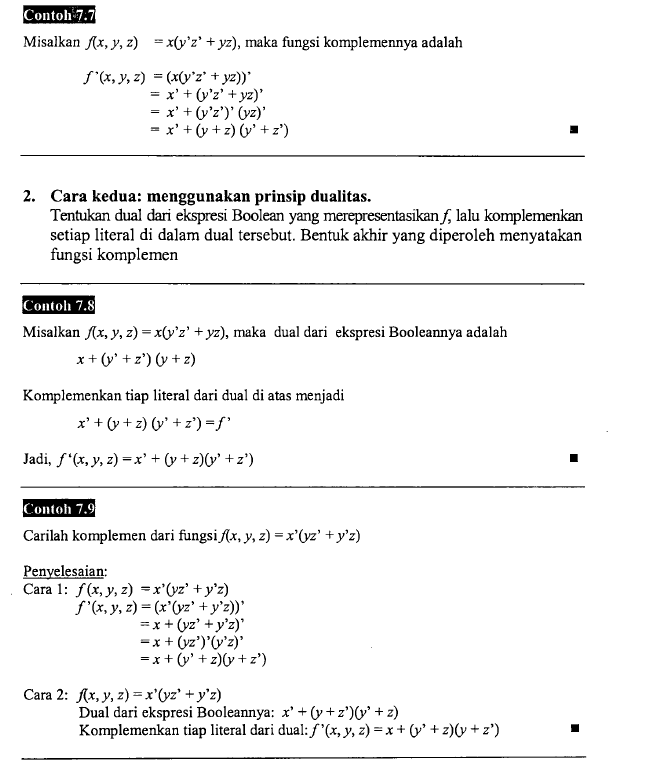 Contoh 7.7
Misalkan f(x, y, z) = x(y'z' + yz), maka fungsi komplemennya adalah
f'(x, y, z) = (x(y'z' + yz))'
= x' + (y'z' + yz)'
= x' + (y'z')' (yz)'
= x' + (y + z) (y' + z')
2. Cara kedua: menggunakan prinsip dualitas.
Tentukan dual dari ekspresi Boolean yang merepresentasikan f, lalu komplemenkan
setiap literal di dalam dual tersebut. Bentuk akhir yang diperoleh menyatakan
fungsi komplemen
Contoh 7.8
Misalkan f(x, y, z) = x(y'z' + yz), maka dual dari ekspresi Booleannya adalah
x + (y' + z') (y + z)
Komplemenkan tiap literal dari dual di atas menjadi
x' + (y + z) (y' + z') = f'
Jadi, f'(x, y, z) = x' + (y + z)(y' + z')
Contoh 7.9
Carilah komplemen dari fungsi f(x, y, z) = x'(yz' + y'z)
Penyelesaian:
Cara 1: f(x, y, z) = x'(yz' + y'z)
f'(x, y, z) = (x'(yz' + y'z))'
= x + (yz' + y'z)'
= x + (yz')'(y'z)'
= x + (y' + z)(y + z')
Cara 2: f(x, y, z) = x'(yz' + y'z)
Dual dari ekspresi Booleannya: x' + (y + z')(y' + z)
Komplemenkan tiap literal dari dual: f'(x, y, z) = x + (y' + z)(y + z')